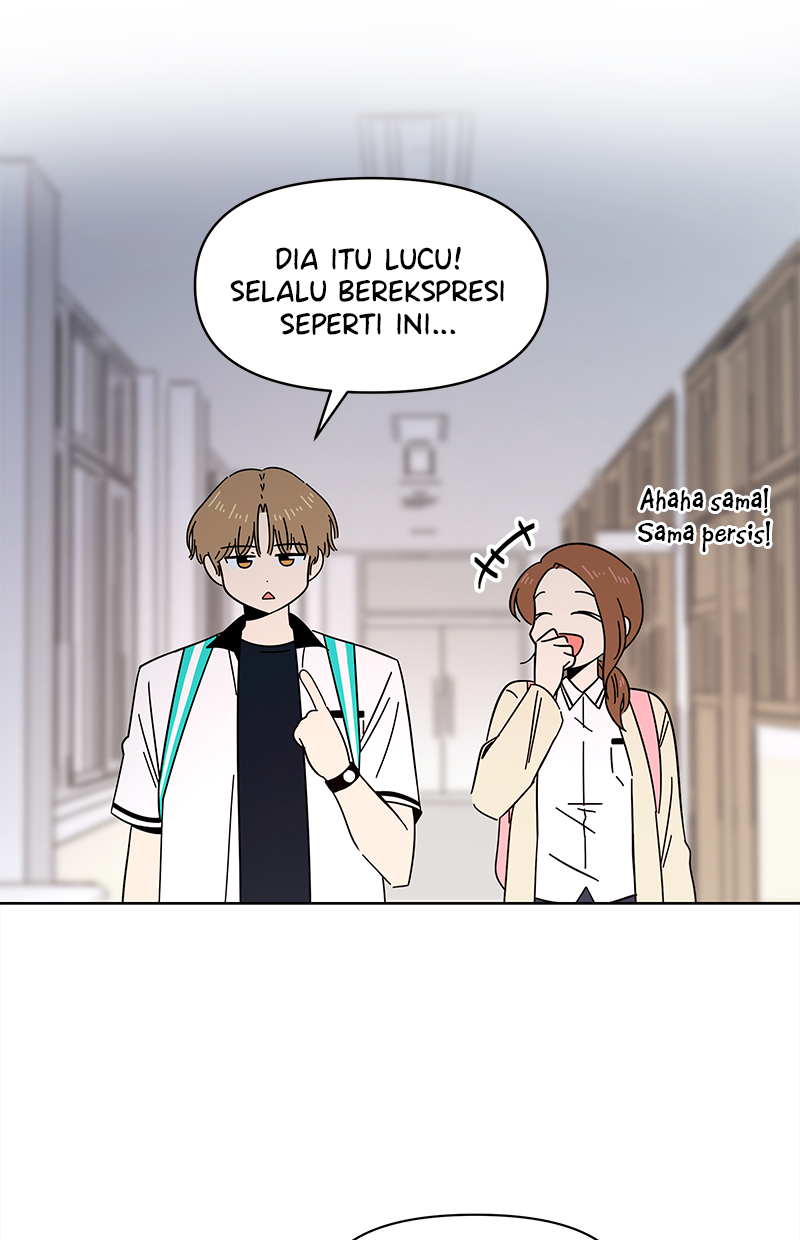 DIA ITU LUCU!
SELALU BEREKSPRESI
SEPERTI INI...
Ahaha sama!
Sama persis!